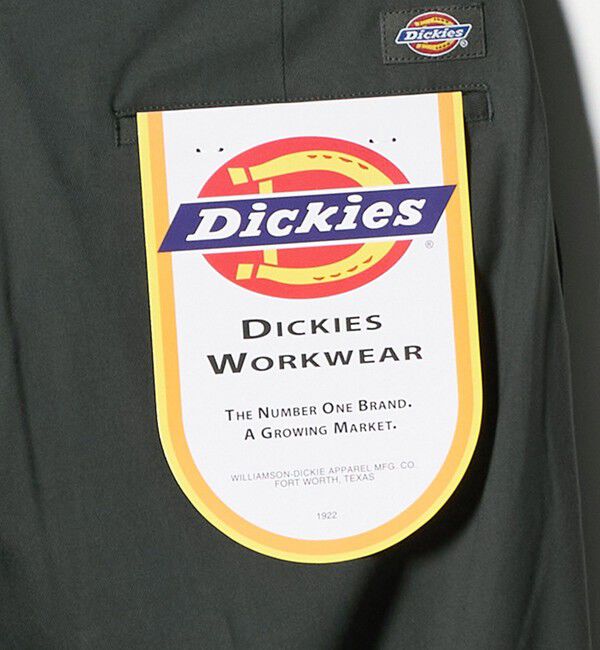 Dickies®
Dickies®
DICKIES
WORKWEAR
THE NUMBER ONE BRAND.
A GROWING MARKET.
WILLIAMSON-DICKIE APPAREL MFG. CO.
FORT WORTH, TEXAS
1922